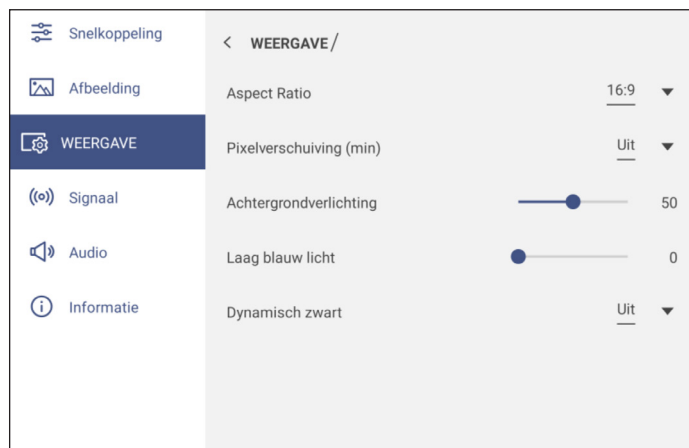 Snelkoppeling
Afbeelding
WEERGAVE
Signaal
Audio
Informatie
< WEERGAVE/
Aspect Ratio 16:9
Pixelverschuiving (min) Uit
Achtergrondverlichting 50
Laag blauw licht 0
Dynamisch zwart Uit